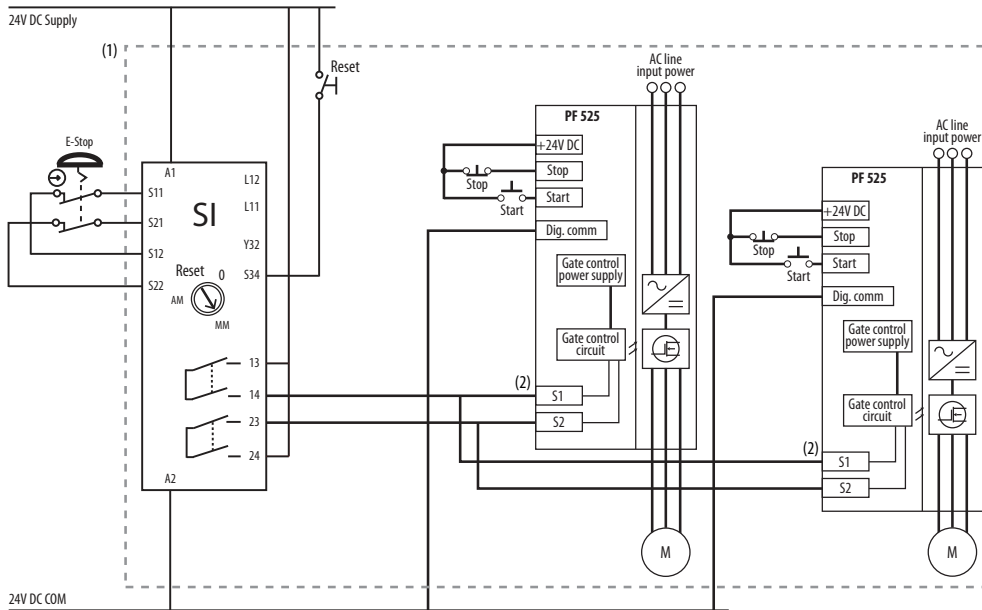 24V DC Supply
(1)
Reset
E-Stop
A1
S11
S21
S12
S22
SI
L12
L11
Y32
S34
Reset
0
AM
MM
13
14
23
24
A2
24V DC COM
AC line
input power
PF 525
+24V DC
Stop
Stop
Start
Start
Dig. comm
Gate control
power supply
Gate control
circuit
(2)
S1
S2
M
AC line
input power
PF 525
+24V DC
Stop
Stop
Start
Start
Dig. comm
Gate control
power supply
Gate control
circuit
(2)
S1
S2
M